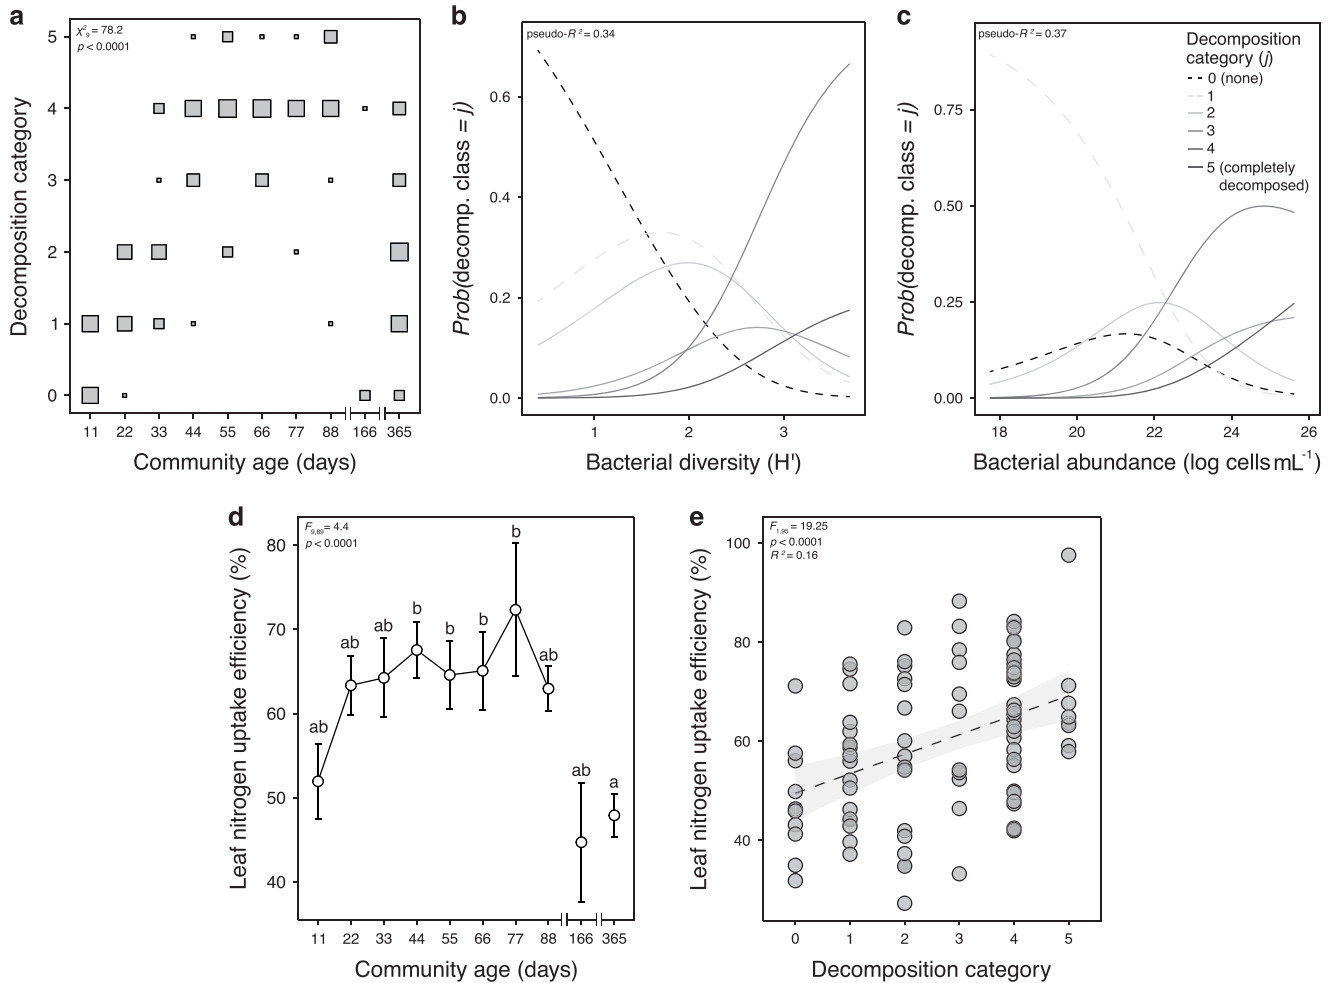 a
χ²₉ = 78.2
p < 0.0001
Decomposition category
5
4
3
2
1
0
11 22 33 44 55 66 77 88 166 365
Community age (days)
b
pseudo-R² = 0.34
Prob(decomp. class = j)
0.6
0.4
0.2
0.0
1 2 3
Bacterial diversity (H')
c
pseudo-R² = 0.37
Decomposition
category (j)
0 (none)
1
2
3
4
5 (completely
decomposed)
Prob(decomp. class = j)
0.75
0.50
0.25
0.00
18 20 22 24 26
Bacterial abundance (log cells mL⁻¹)
d
F9,89 = 4.4
p < 0.0001
Leaf nitrogen uptake efficiency (%)
80
70
60
50
40
ab ab ab b b b b ab ab a
11 22 33 44 55 66 77 88 166 365
Community age (days)
e
F1,95 = 19.25
p < 0.0001
R² = 0.16
Leaf nitrogen uptake efficiency (%)
100
80
60
40
0 1 2 3 4 5
Decomposition category